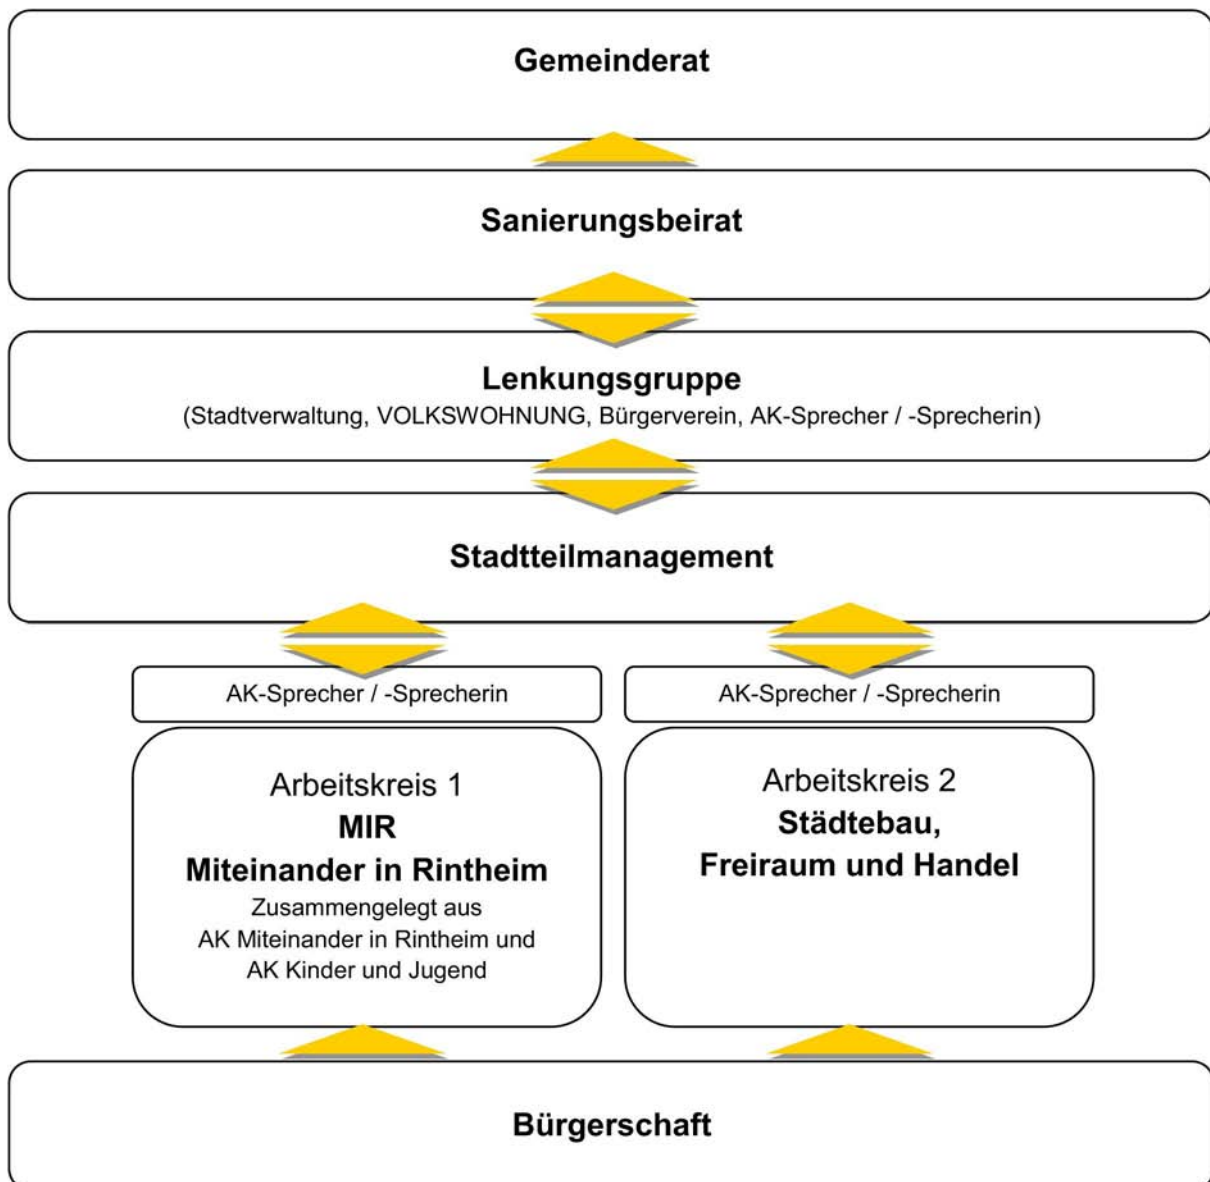 Gemeinderat
Sanierungsbeirat
Lenkungsgruppe
(Stadtverwaltung, VOLKSWOHNUNG, Bürgerverein, AK-Sprecher / -Sprecherin)
Stadtteilmanagement
AK-Sprecher / -Sprecherin
Arbeitskreis 1
MIR
Miteinander in Rintheim
Zusammengelegt aus
AK Miteinander in Rintheim und
AK Kinder und Jugend
AK-Sprecher / -Sprecherin
Arbeitskreis 2
Städtebau,
Freiraum und Handel
Bürgerschaft